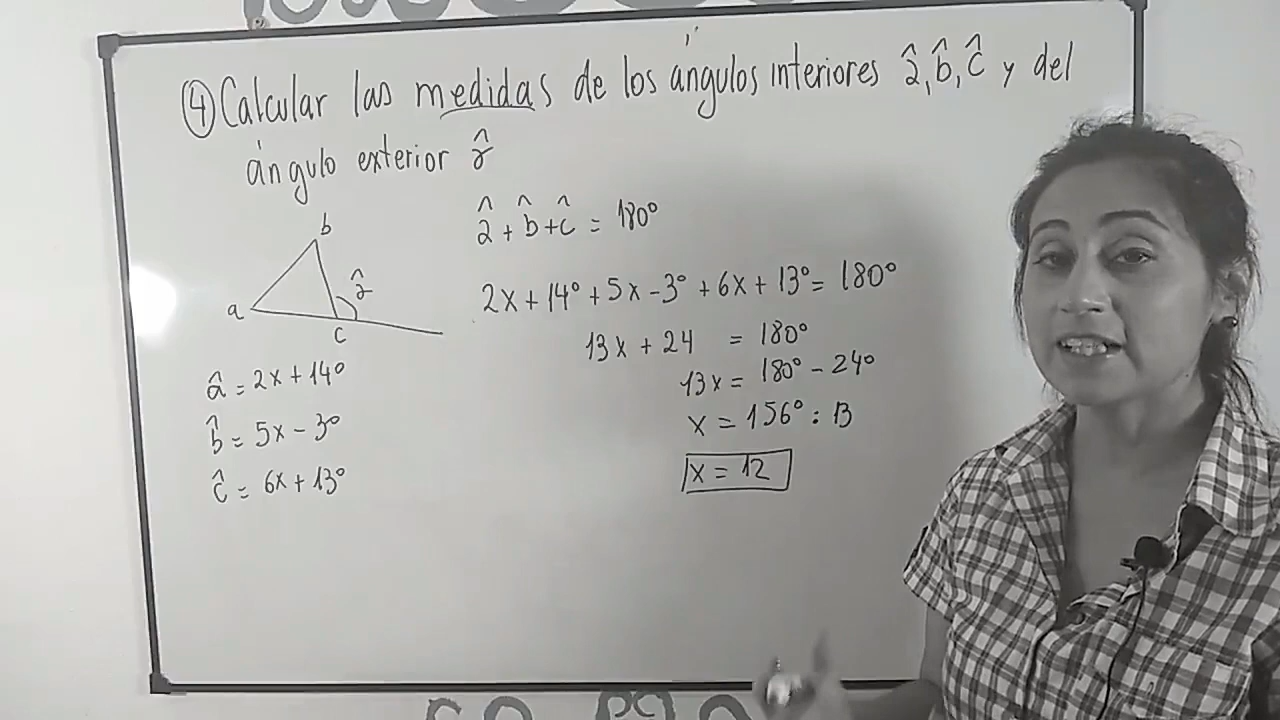 ④ Calcular las medidas de los ángulos interiores â, b̂, ĉ y del
ángulo exterior r̂
b
r̂
a
c
â = 2x + 14°
b̂ = 5x - 3°
ĉ = 6x + 13°
â + b̂ + ĉ = 180°
2x + 14° + 5x - 3° + 6x + 13° = 180°
13x + 24 = 180°
13x = 180° - 24°
x = 156° : 13
x = 12